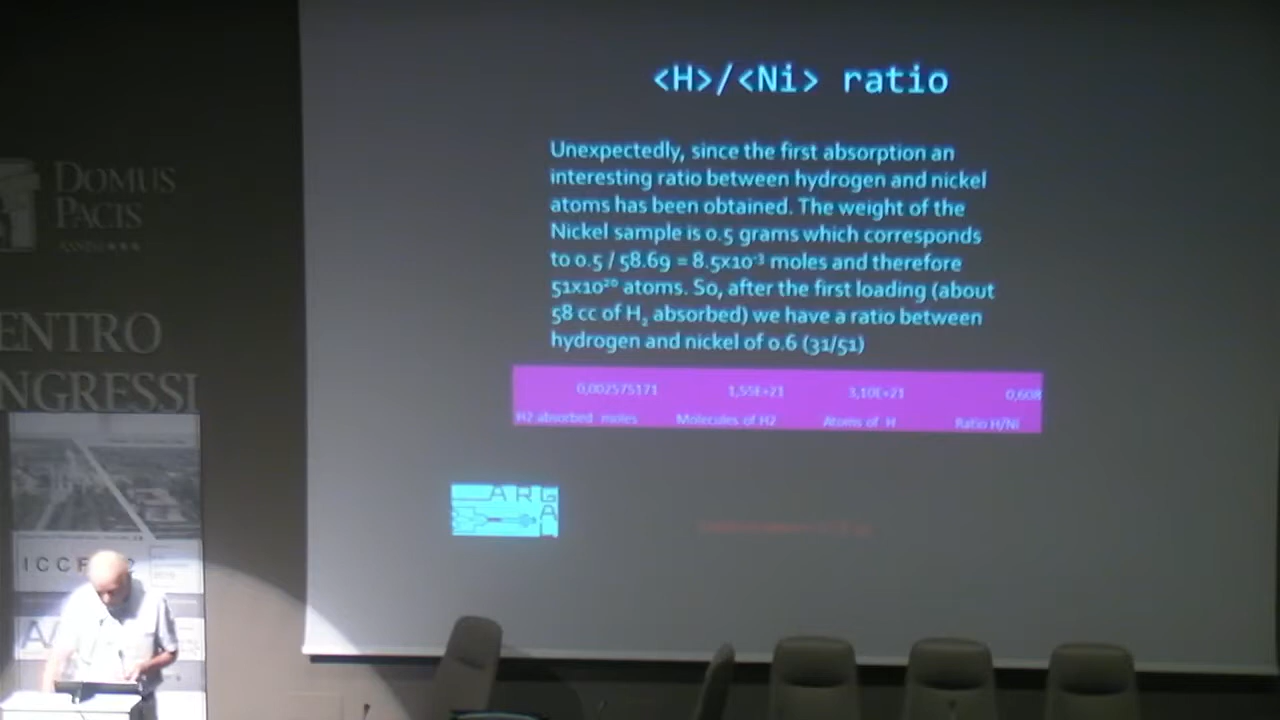 <H>/<Ni> ratio
Unexpectedly, since the first absorption an
interesting ratio between hydrogen and nickel
atoms has been obtained. The weight of the
Nickel sample is 0.5 grams which corresponds
to 0.5 / 58.69 = 8.5x10⁻³ moles and therefore
51x10²⁰ atoms. So, after the first loading (about
58 cc of H₂ absorbed) we have a ratio between
hydrogen and nickel of 0.6 (31/51)
0,002575171 1,55E+21 3,10E+21 0,608
H2 absorbed moles Molecules of H2 Atoms of H Ratio H/Ni
ARG
A
L
DOMUS
PACIS
ENTRO
NGRESSI
ICCF